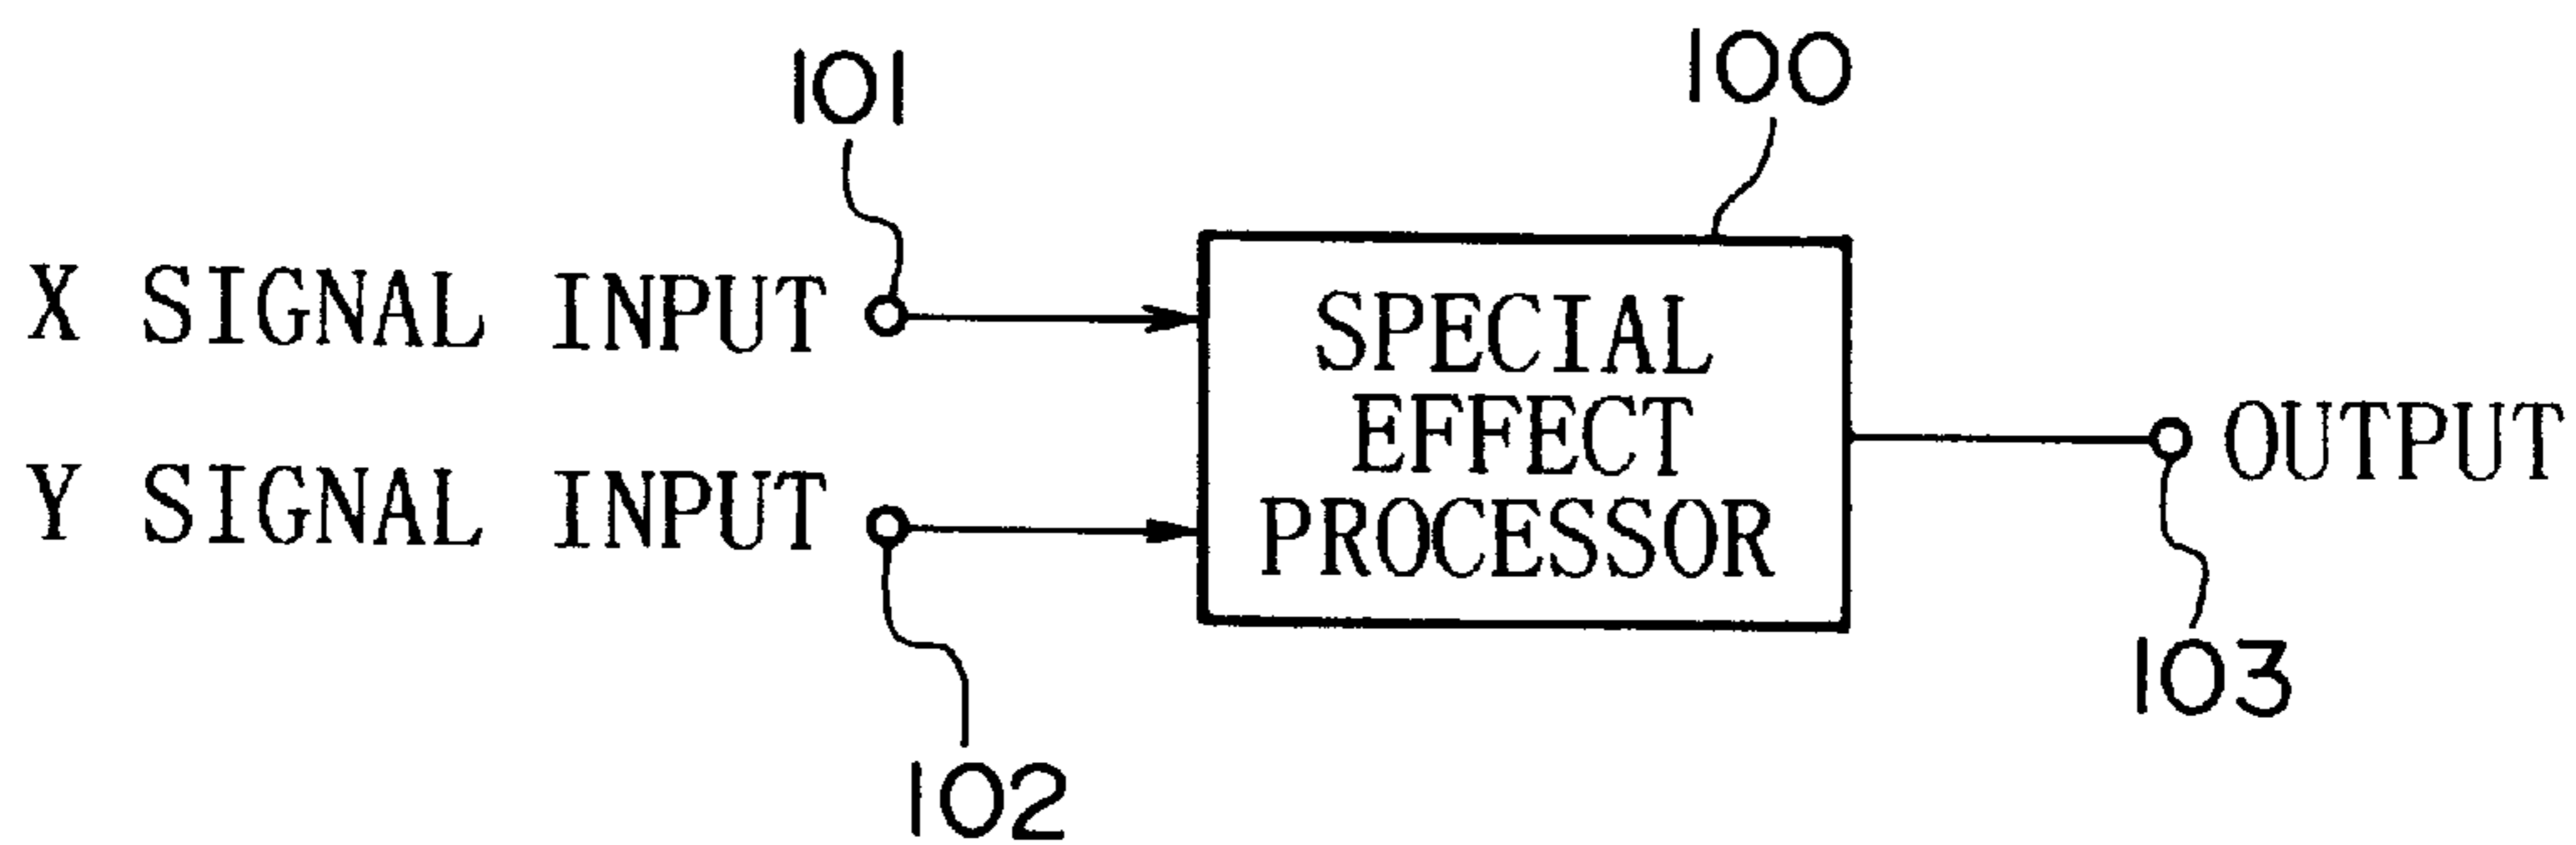 101
100
X SIGNAL INPUT
SPECIAL
EFFECT
PROCESSOR
Y SIGNAL INPUT
OUTPUT
102
103